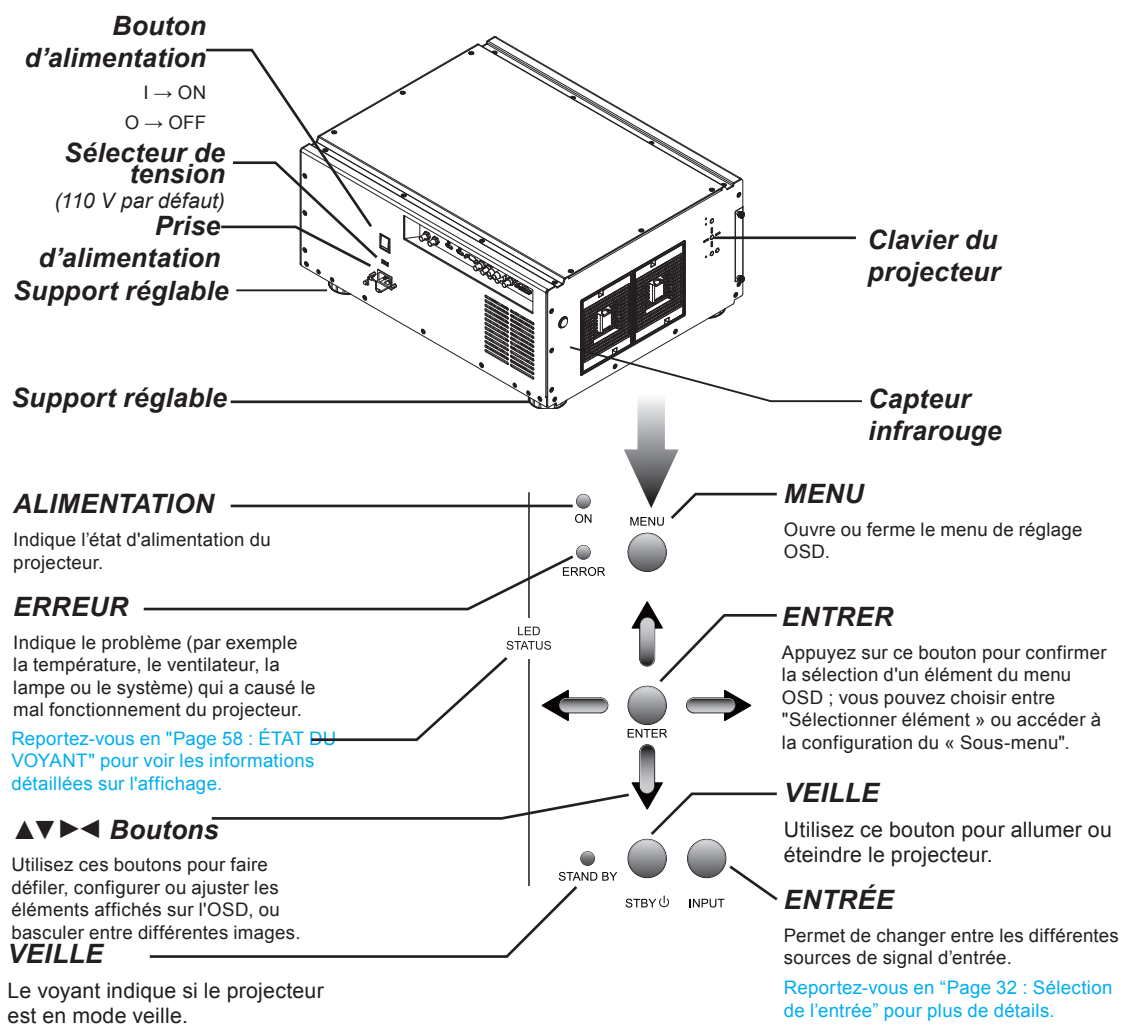 Bouton
d’alimentation
I → ON
O → OFF
Sélecteur de
tension
(110 V par défaut)
Prise
d’alimentation
Support réglable
Support réglable
Clavier du
projecteur
Capteur
infrarouge
ALIMENTATION
Indique l’état d'alimentation du
projecteur.
ERREUR
Indique le problème (par exemple
la température, le ventilateur, la
lampe ou le système) qui a causé le
mal fonctionnement du projecteur.
Reportez-vous en "Page 58 : ÉTAT DU
VOYANT" pour voir les informations
détaillées sur l'affichage.
▲▼►◄ Boutons
Utilisez ces boutons pour faire
défiler, configurer ou ajuster les
éléments affichés sur l'OSD, ou
basculer entre différentes images.
VEILLE
Le voyant indique si le projecteur
est en mode veille.
ON
MENU
ERROR
LED
STATUS
ENTER
STAND BY
STBY ⏻
INPUT
MENU
Ouvre ou ferme le menu de réglage
OSD.
ENTRER
Appuyez sur ce bouton pour confirmer
la sélection d'un élément du menu
OSD ; vous pouvez choisir entre
"Sélectionner élément » ou accéder à
la configuration du « Sous-menu".
VEILLE
Utilisez ce bouton pour allumer ou
éteindre le projecteur.
ENTRÉE
Permet de changer entre les différentes
sources de signal d’entrée.
Reportez-vous en “Page 32 : Sélection
de l’entrée” pour plus de détails.